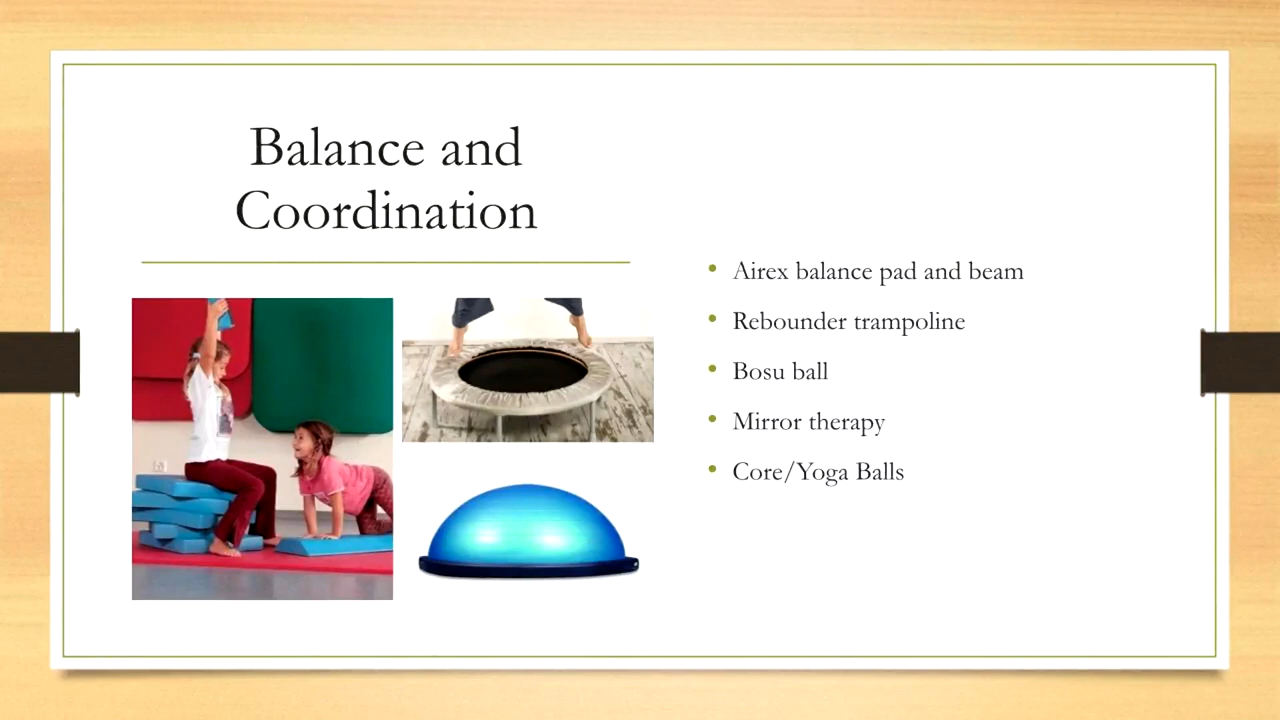 Balance and
Coordination
• Airex balance pad and beam
• Rebounder trampoline
• Bosu ball
• Mirror therapy
• Core/Yoga Balls